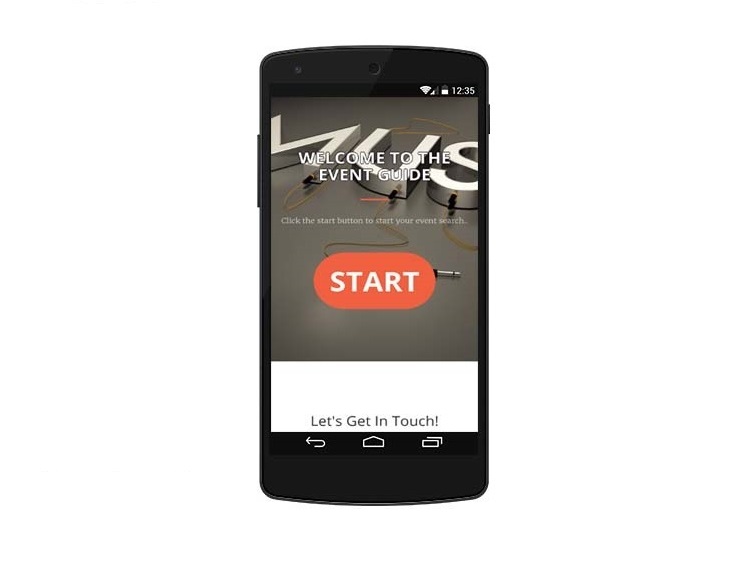 12:35
MUS
WELCOME TO THE
EVENT GUIDE
Click the start button to start your event search..
START
Let's Get In Touch!